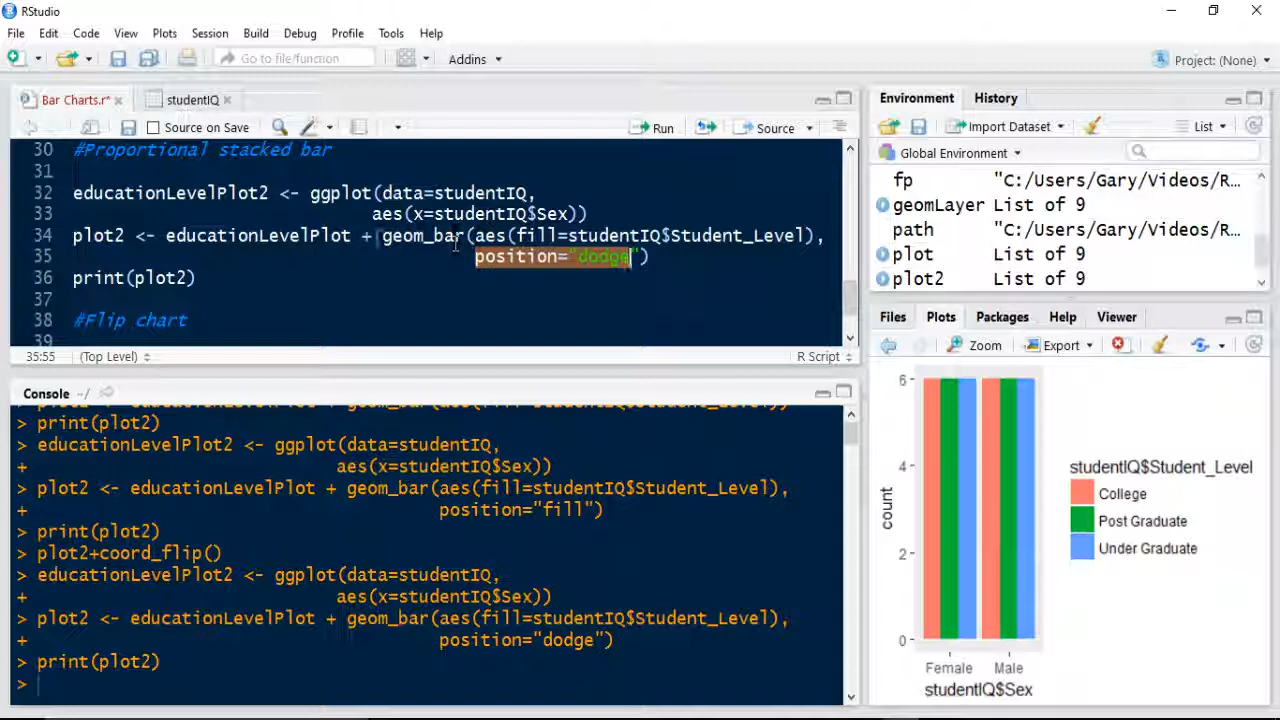 RStudio
File Edit Code View Plots Session Build Debug Profile Tools Help
Go to file/function
Addins
Project: (None)
Bar Charts.r*
studentIQ
Source on Save
Run
Source
30 #Proportional stacked bar
31
32 educationLevelPlot2 <- ggplot(data=studentIQ,
33 aes(x=studentIQ$Sex))
34 plot2 <- educationLevelPlot + geom_bar(aes(fill=studentIQ$Student_Level),
35 position="dodge")
36 print(plot2)
37
38 #Flip chart
39
35:55 (Top Level) R Script
Console ~/
> print(plot2)
> educationLevelPlot2 <- ggplot(data=studentIQ,
+ aes(x=studentIQ$Sex))
> plot2 <- educationLevelPlot + geom_bar(aes(fill=studentIQ$Student_Level),
+ position="fill")
> print(plot2)
> plot2+coord_flip()
> educationLevelPlot2 <- ggplot(data=studentIQ,
+ aes(x=studentIQ$Sex))
> plot2 <- educationLevelPlot + geom_bar(aes(fill=studentIQ$Student_Level),
+ position="dodge")
> print(plot2)
>
Environment History
Import Dataset
List
Global Environment
fp "C:/Users/Gary/Videos/R…
geomLayer List of 9
path "C:/Users/Gary/Videos/R…
plot List of 9
plot2 List of 9
Files Plots Packages Help Viewer
Zoom Export
6
4
2
0
count
Female Male
studentIQ$Sex
studentIQ$Student_Level
College
Post Graduate
Under Graduate